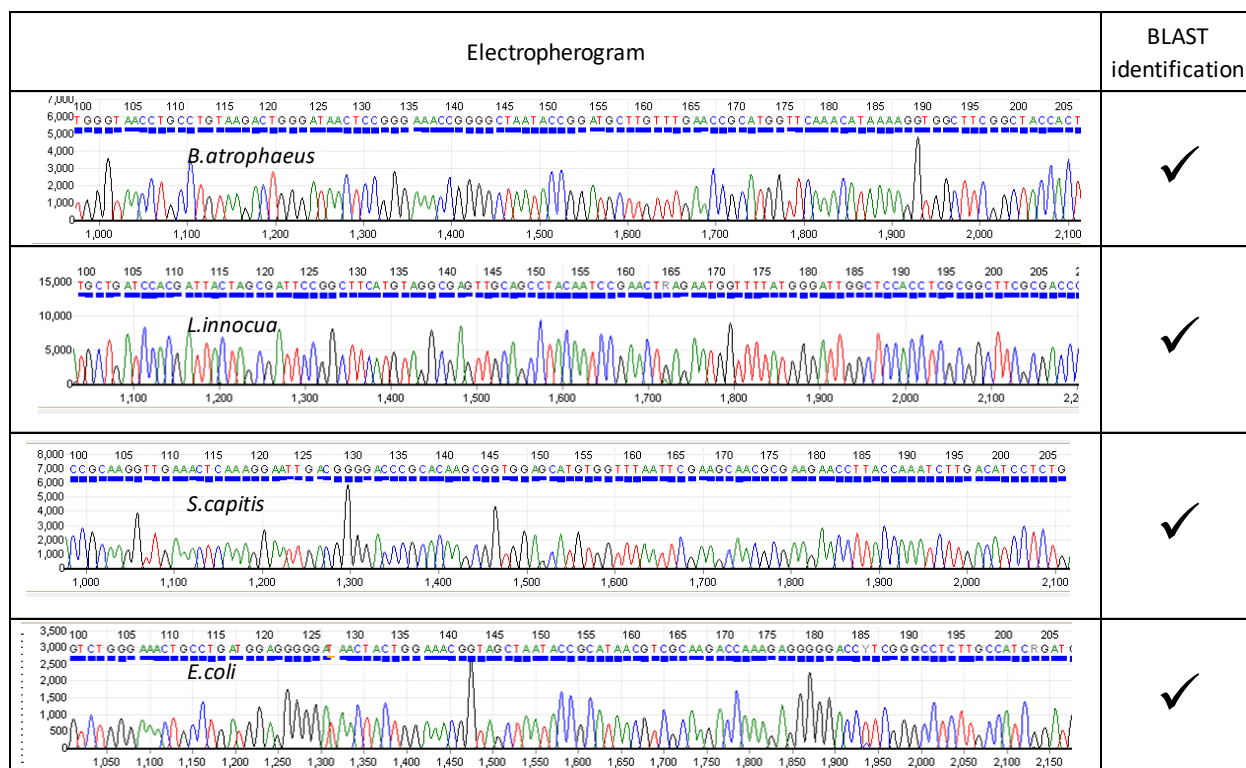 Electropherogram
BLAST
identification
7,000 100 105 110 115 120 125 130 135 140 145 150 155 160 165 170 175 180 185 190 195 200 205
6,000 TGGGTAACCTGCCTGTAAGACTGGGATAACTCCGGGAAACCGGGGCTAATACCGGATGCTTGTTTGAACCGCATGGTTCAAACATAAAAGGTGGCTTCGGCTACCACT
5,000
B.atrophaeus
4,000
3,000
2,000
1,000
0
1,000 1,100 1,200 1,300 1,400 1,500 1,600 1,700 1,800 1,900 2,000 2,100
✓
100 105 110 115 120 125 130 135 140 145 150 155 160 165 170 175 180 185 190 195 200 205 2
15,000 TGCTGATCCACGATTACTAGCGATTCCGGCTTCATGTAGGCGAGTTGCAGCCTACAATCCGAACTRAGAATGGTTTTATGGGATTGGCTCCACCTCGCGGCTTCGCGACCC
10,000
L.innocua
5,000
0
1,100 1,200 1,300 1,400 1,500 1,600 1,700 1,800 1,900 2,000 2,100 2,2
✓
8,000 100 105 110 115 120 125 130 135 140 145 150 155 160 165 170 175 180 185 190 195 200 205
7,000 CCGCAAGGTTGAAACTCAAAGGAATTGACGGGGACCCGCACAAGCGGTGGAGCATGTGGTTTAATTCGAAGCAACGCGAAGAACCTTACCAAATCTTGACATCCTCTG
6,000
5,000
S.capitis
4,000
3,000
2,000
1,000
0
1,000 1,100 1,200 1,300 1,400 1,500 1,600 1,700 1,800 1,900 2,000 2,100
✓
3,500 100 105 110 115 120 125 130 135 140 145 150 155 160 165 170 175 180 185 190 195 200 205
3,000 GTCTGGGAAACTGCCTGATGGAGGGGGATAACTACTGGAAACGGTAGCTAATACCGCATAACGTCGCAAGACCAAAGAGGGGGACCYTCGGGCCTCTTGCCATCRGATG
2,500
E.coli
2,000
1,500
1,000
500
0
1,050 1,100 1,150 1,200 1,250 1,300 1,350 1,400 1,450 1,500 1,550 1,600 1,650 1,700 1,750 1,800 1,850 1,900 1,950 2,000 2,050 2,100 2,150
✓